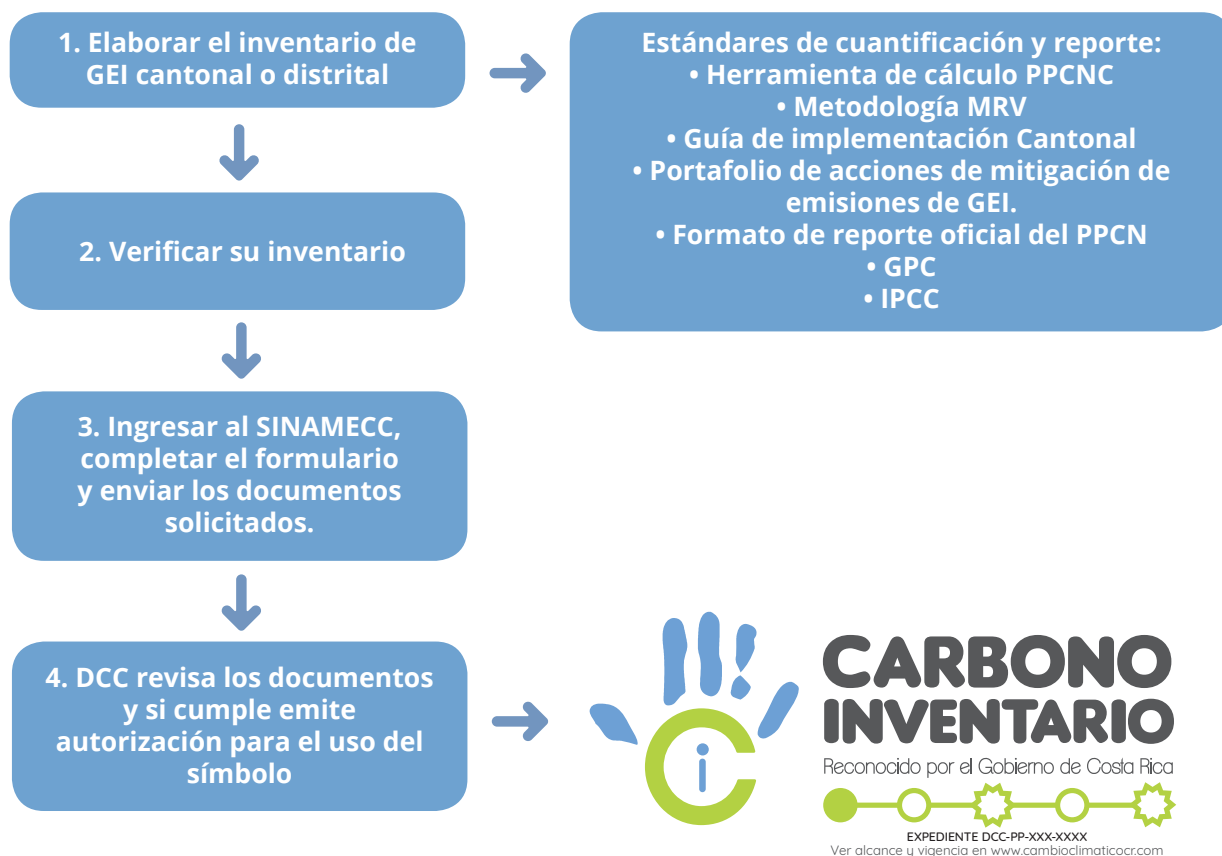 1. Elaborar el inventario de
GEI cantonal o distrital
Estándares de cuantificación y reporte:
• Herramienta de cálculo PPCNC
• Metodología MRV
• Guía de implementación Cantonal
• Portafolio de acciones de mitigación de
emisiones de GEI.
• Formato de reporte oficial del PPCN
• GPC
• IPCC
2. Verificar su inventario
3. Ingresar al SINAMECC,
completar el formulario
y enviar los documentos
solicitados.
4. DCC revisa los documentos
y si cumple emite
autorización para el uso del
símbolo
Ci
CARBONO
INVENTARIO
Reconocido por el Gobierno de Costa Rica
EXPEDIENTE DCC-PP-XXX-XXXX
Ver alcance y vigencia en www.cambioclimaticocr.com